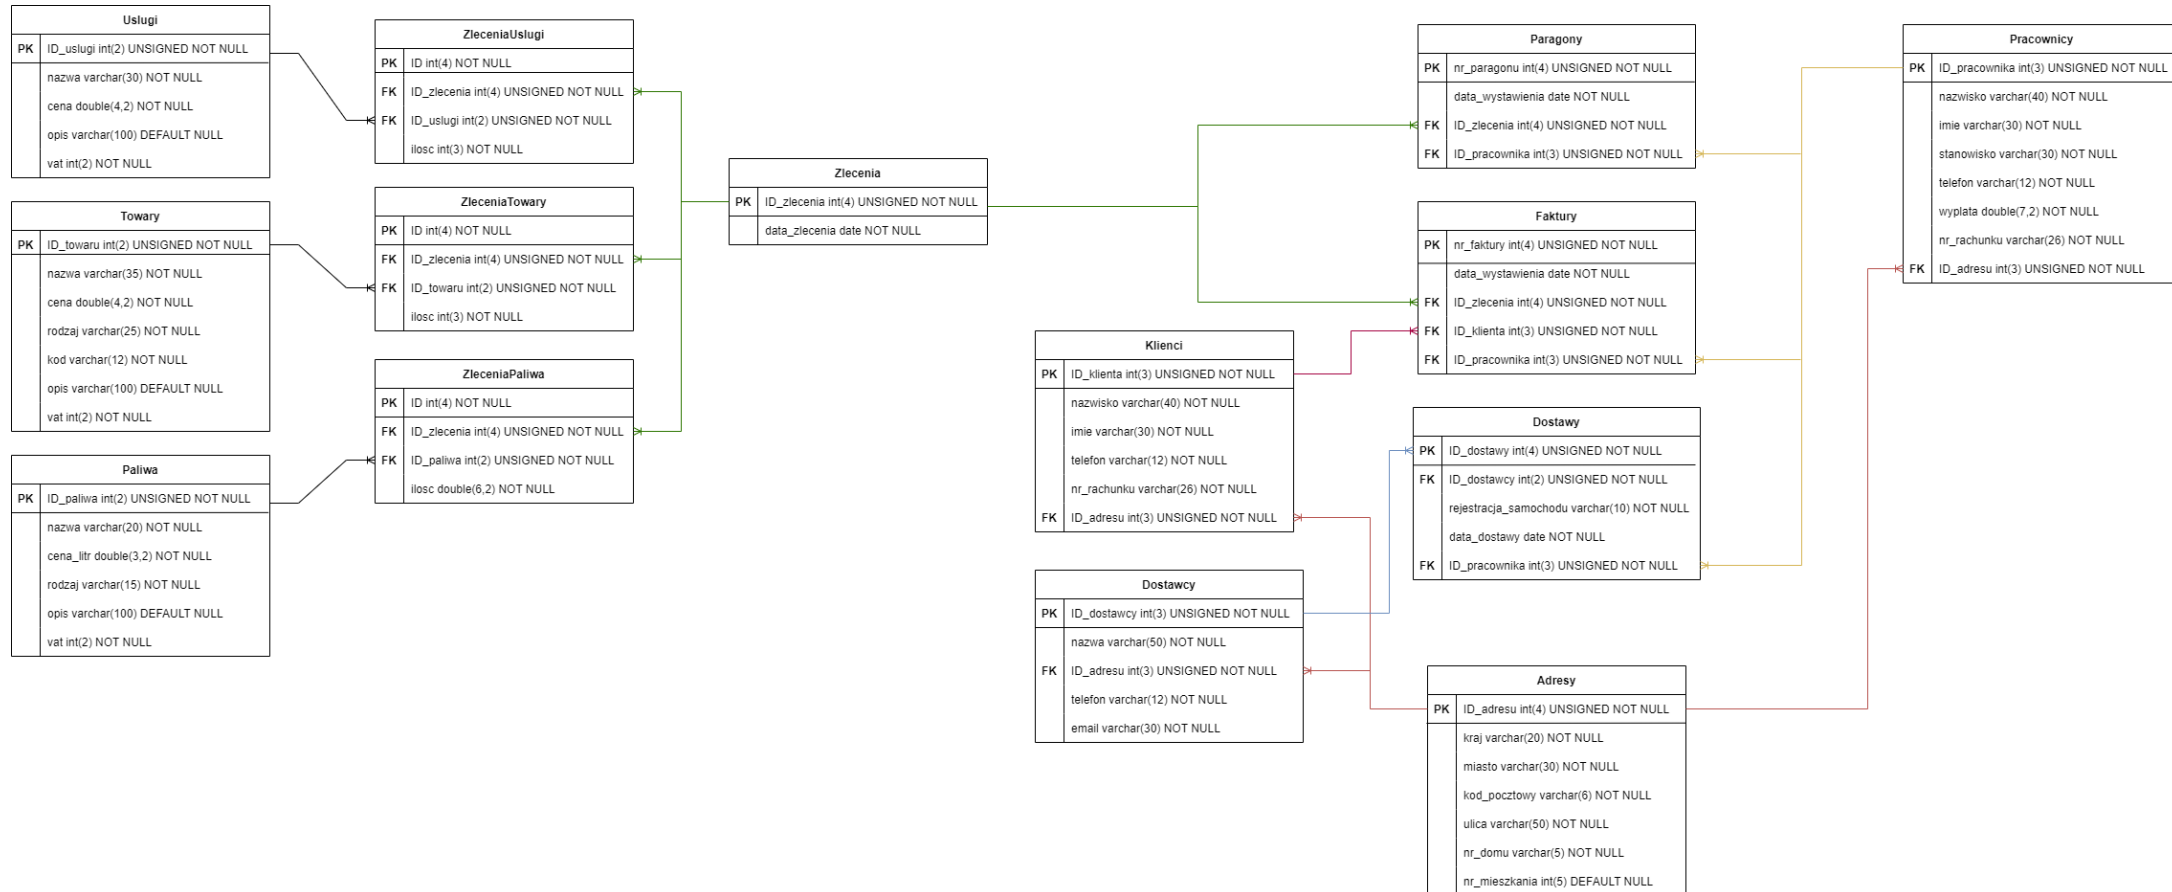 Uslugi
PK ID_uslugi int(2) UNSIGNED NOT NULL
nazwa varchar(30) NOT NULL
cena double(4,2) NOT NULL
opis varchar(100) DEFAULT NULL
vat int(2) NOT NULL
Towary
PK ID_towaru int(2) UNSIGNED NOT NULL
nazwa varchar(35) NOT NULL
cena double(4,2) NOT NULL
rodzaj varchar(25) NOT NULL
kod varchar(12) NOT NULL
opis varchar(100) DEFAULT NULL
vat int(2) NOT NULL
Paliwa
PK ID_paliwa int(2) UNSIGNED NOT NULL
nazwa varchar(20) NOT NULL
cena_litr double(3,2) NOT NULL
rodzaj varchar(15) NOT NULL
opis varchar(100) DEFAULT NULL
vat int(2) NOT NULL
ZleceniaUslugi
PK ID int(4) NOT NULL
FK ID_zlecenia int(4) UNSIGNED NOT NULL
FK ID_uslugi int(2) UNSIGNED NOT NULL
ilosc int(3) NOT NULL
ZleceniaTowary
PK ID int(4) NOT NULL
FK ID_zlecenia int(4) UNSIGNED NOT NULL
FK ID_towaru int(2) UNSIGNED NOT NULL
ilosc int(3) NOT NULL
ZleceniaPaliwa
PK ID int(4) NOT NULL
FK ID_zlecenia int(4) UNSIGNED NOT NULL
FK ID_paliwa int(2) UNSIGNED NOT NULL
ilosc double(6,2) NOT NULL
Zlecenia
PK ID_zlecenia int(4) UNSIGNED NOT NULL
data_zlecenia date NOT NULL
Klienci
PK ID_klienta int(3) UNSIGNED NOT NULL
nazwisko varchar(40) NOT NULL
imie varchar(30) NOT NULL
telefon varchar(12) NOT NULL
nr_rachunku varchar(26) NOT NULL
FK ID_adresu int(3) UNSIGNED NOT NULL
Dostawcy
PK ID_dostawcy int(3) UNSIGNED NOT NULL
nazwa varchar(50) NOT NULL
FK ID_adresu int(3) UNSIGNED NOT NULL
telefon varchar(12) NOT NULL
email varchar(30) NOT NULL
Paragony
PK nr_paragonu int(4) UNSIGNED NOT NULL
data_wystawienia date NOT NULL
FK ID_zlecenia int(4) UNSIGNED NOT NULL
FK ID_pracownika int(3) UNSIGNED NOT NULL
Faktury
PK nr_faktury int(4) UNSIGNED NOT NULL
data_wystawienia date NOT NULL
FK ID_zlecenia int(4) UNSIGNED NOT NULL
FK ID_klienta int(3) UNSIGNED NOT NULL
FK ID_pracownika int(3) UNSIGNED NOT NULL
Dostawy
PK ID_dostawy int(4) UNSIGNED NOT NULL
FK ID_dostawcy int(2) UNSIGNED NOT NULL
rejestracja_samochodu varchar(10) NOT NULL
data_dostawy date NOT NULL
FK ID_pracownika int(3) UNSIGNED NOT NULL
Adresy
PK ID_adresu int(4) UNSIGNED NOT NULL
kraj varchar(20) NOT NULL
miasto varchar(30) NOT NULL
kod_pocztowy varchar(6) NOT NULL
ulica varchar(50) NOT NULL
nr_domu varchar(5) NOT NULL
nr_mieszkania int(5) DEFAULT NULL
Pracownicy
PK ID_pracownika int(3) UNSIGNED NOT NULL
nazwisko varchar(40) NOT NULL
imie varchar(30) NOT NULL
stanowisko varchar(30) NOT NULL
telefon varchar(12) NOT NULL
wyplata double(7,2) NOT NULL
nr_rachunku varchar(26) NOT NULL
FK ID_adresu int(3) UNSIGNED NOT NULL